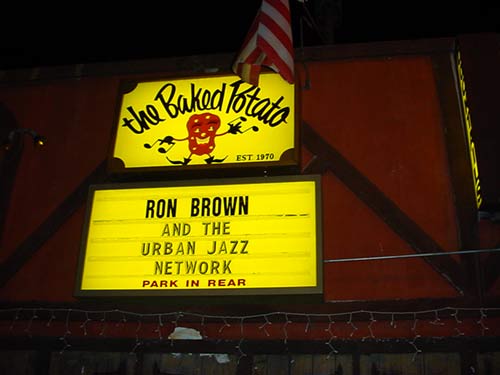 the Baked Potato
EST. 1970
RON BROWN
AND THE
URBAN JAZZ
NETWORK
PARK IN REAR